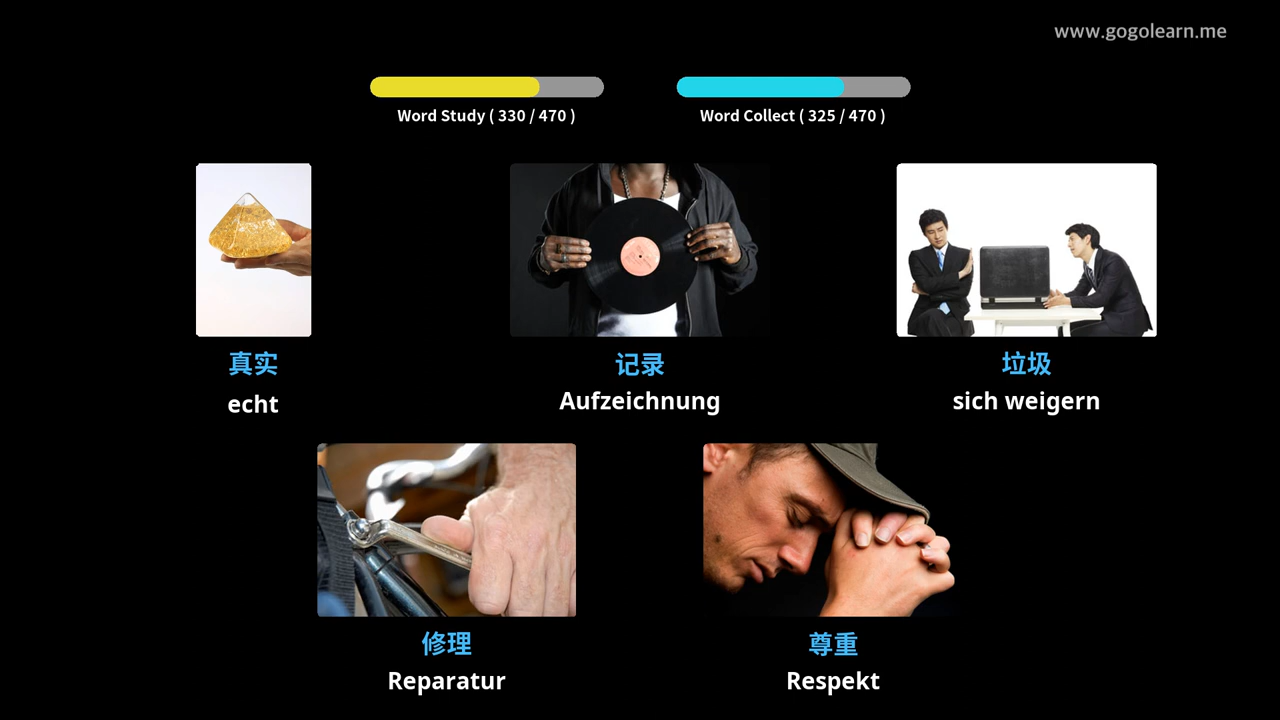 www.gogolearn.me
Word Study ( 330 / 470 )
Word Collect ( 325 / 470 )
真实
echt
记录
Aufzeichnung
垃圾
sich weigern
修理
Reparatur
尊重
Respekt